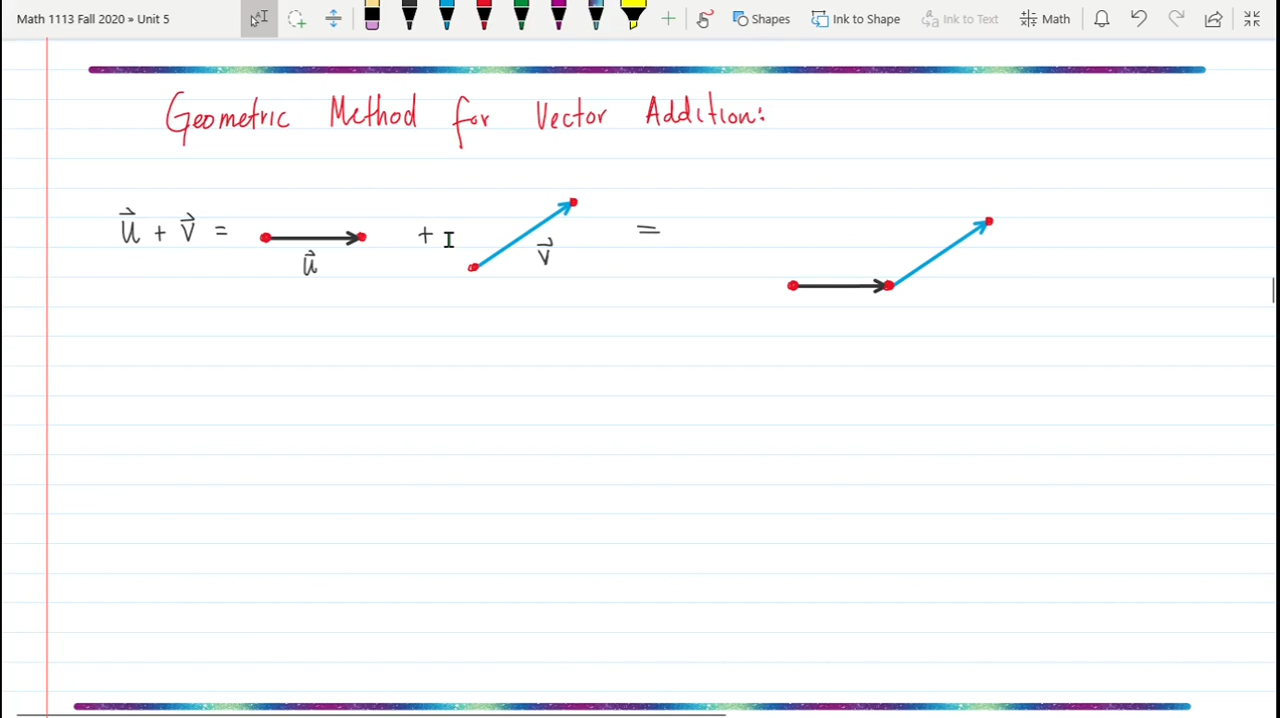 Math 1113 Fall 2020 » Unit 5
Shapes
Ink to Shape
Ink to Text
Math
Geometric Method for Vector Addition:
u⃗ + v⃗ = + =
u⃗
v⃗